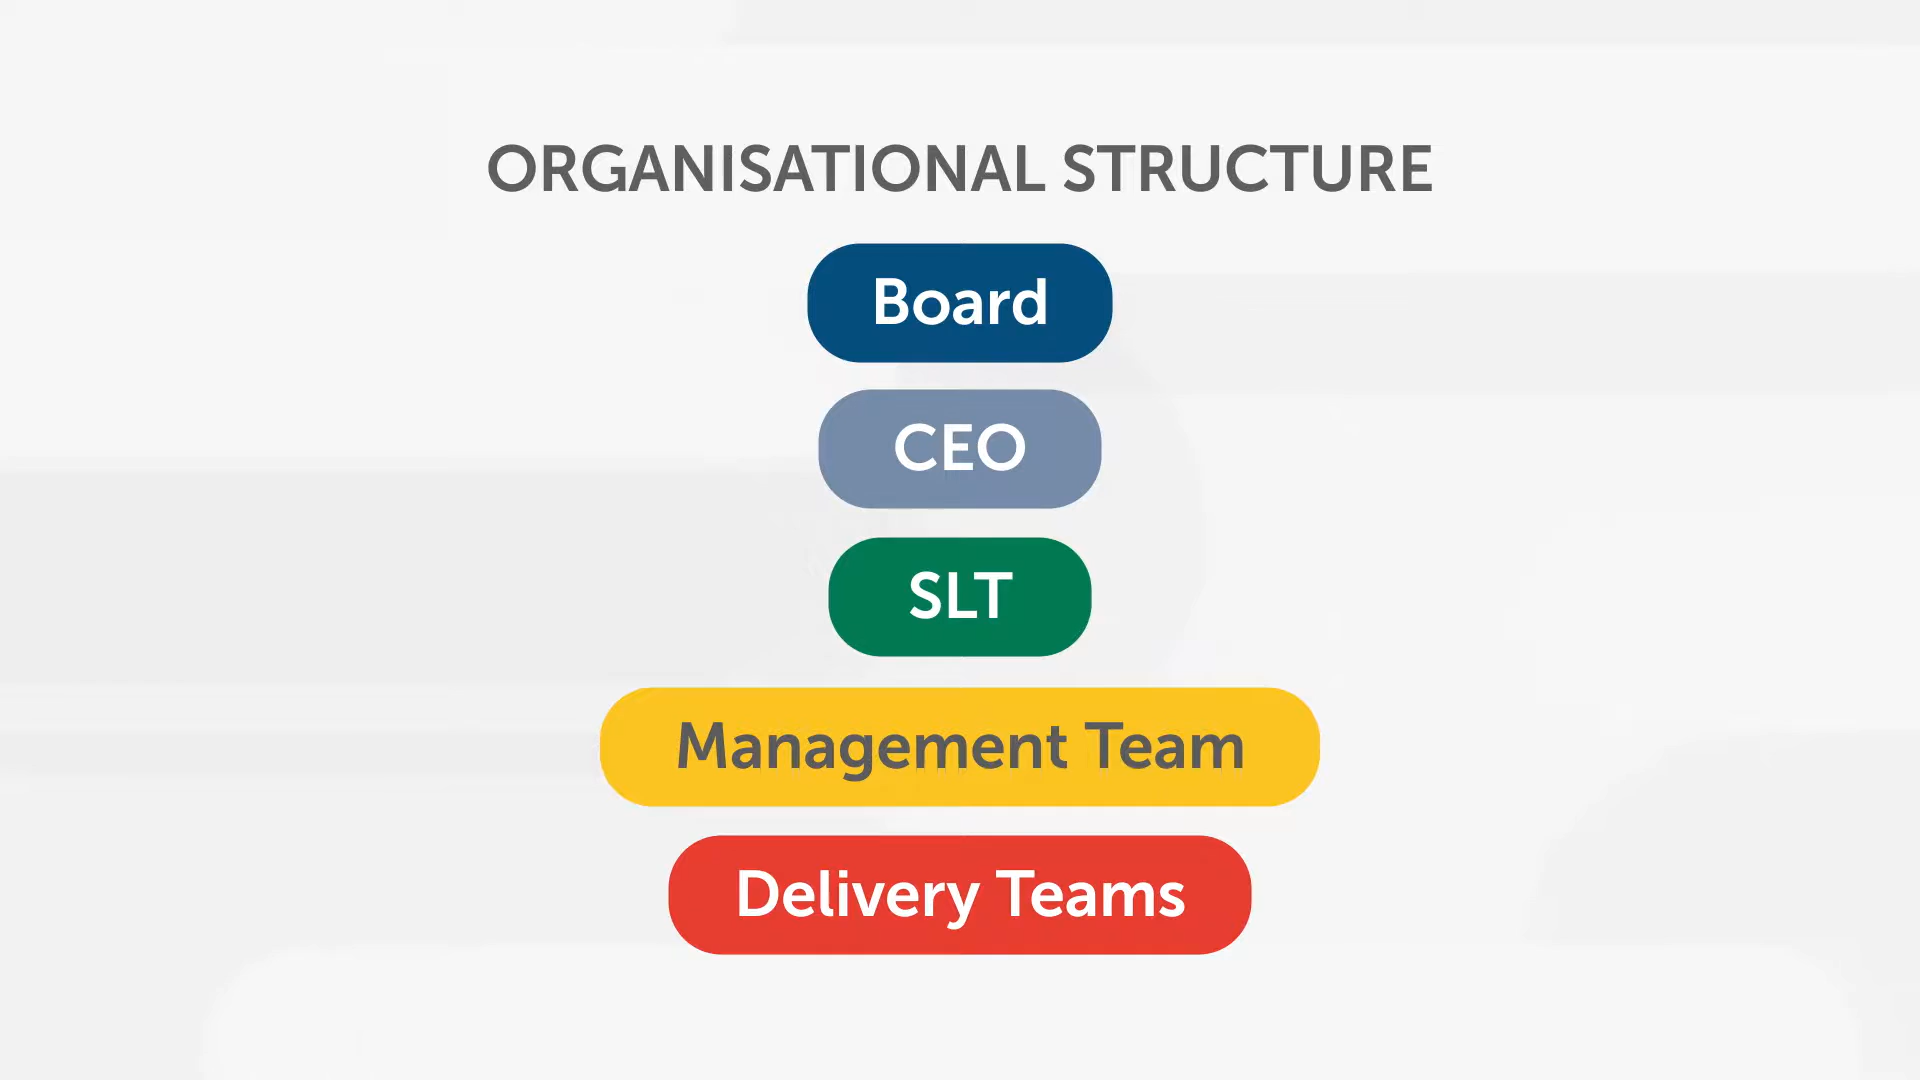 ORGANISATIONAL STRUCTURE
Board
CEO
SLT
Management Team
Delivery Teams